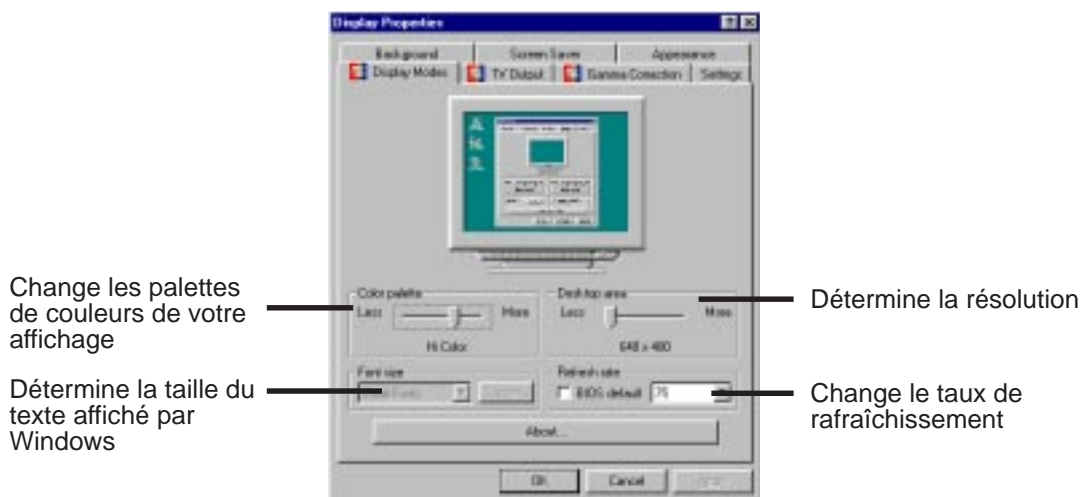 Display Properties
Background Screen Saver Appearance
Display Modes TV Output Gamma Correction Settings
Change les palettes
de couleurs de votre
affichage
Color palette
Less More
Hi Color
Desktop area
Less More
640 x 480
Détermine la résolution
Détermine la taille du
texte affiché par
Windows
Font size
Fonts
Refresh rate
BIOS default 75
Change le taux de
rafraîchissement
About...
OK Cancel